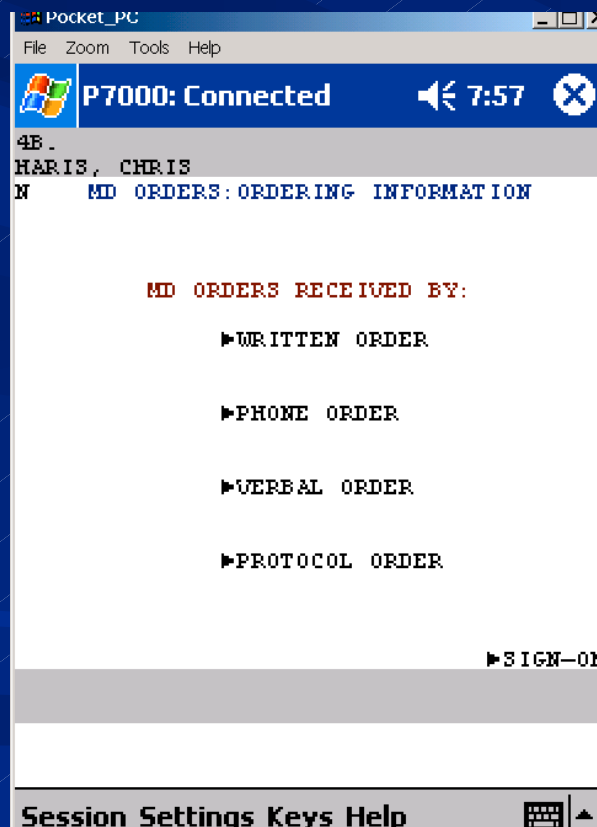 Pocket_PC
File Zoom Tools Help
P7000: Connected 7:57
4B.
HARIS, CHRIS
N MD ORDERS:ORDERING INFORMATION
MD ORDERS RECEIVED BY:
WRITTEN ORDER
PHONE ORDER
VERBAL ORDER
PROTOCOL ORDER
SIGN-ON
Session Settings Keys Help